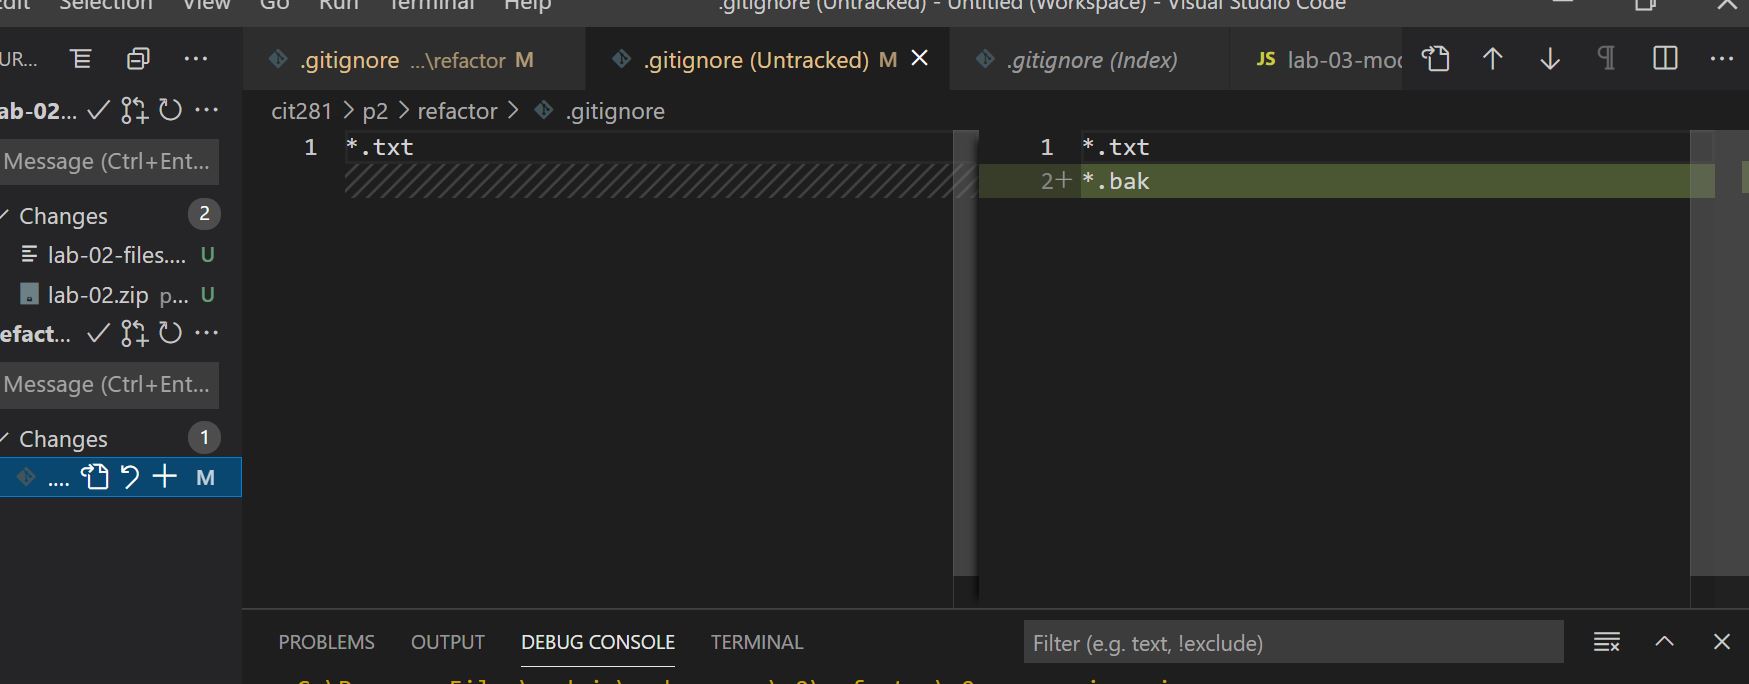 Edit Selection View Go Run Terminal Help .gitignore (Untracked) - Untitled (Workspace) - Visual Studio Code
UR...
.gitignore ...\refactor M .gitignore (Untracked) M .gitignore (Index) JS lab-03-mod
ab-02...
cit281 > p2 > refactor > .gitignore
1 *.txt
1 *.txt
2+ *.bak
Message (Ctrl+Ent...
Changes 2
lab-02-files.... U
lab-02.zip p... U
efact...
Message (Ctrl+Ent...
Changes 1
.... M
PROBLEMS OUTPUT DEBUG CONSOLE TERMINAL Filter (e.g. text, !exclude)